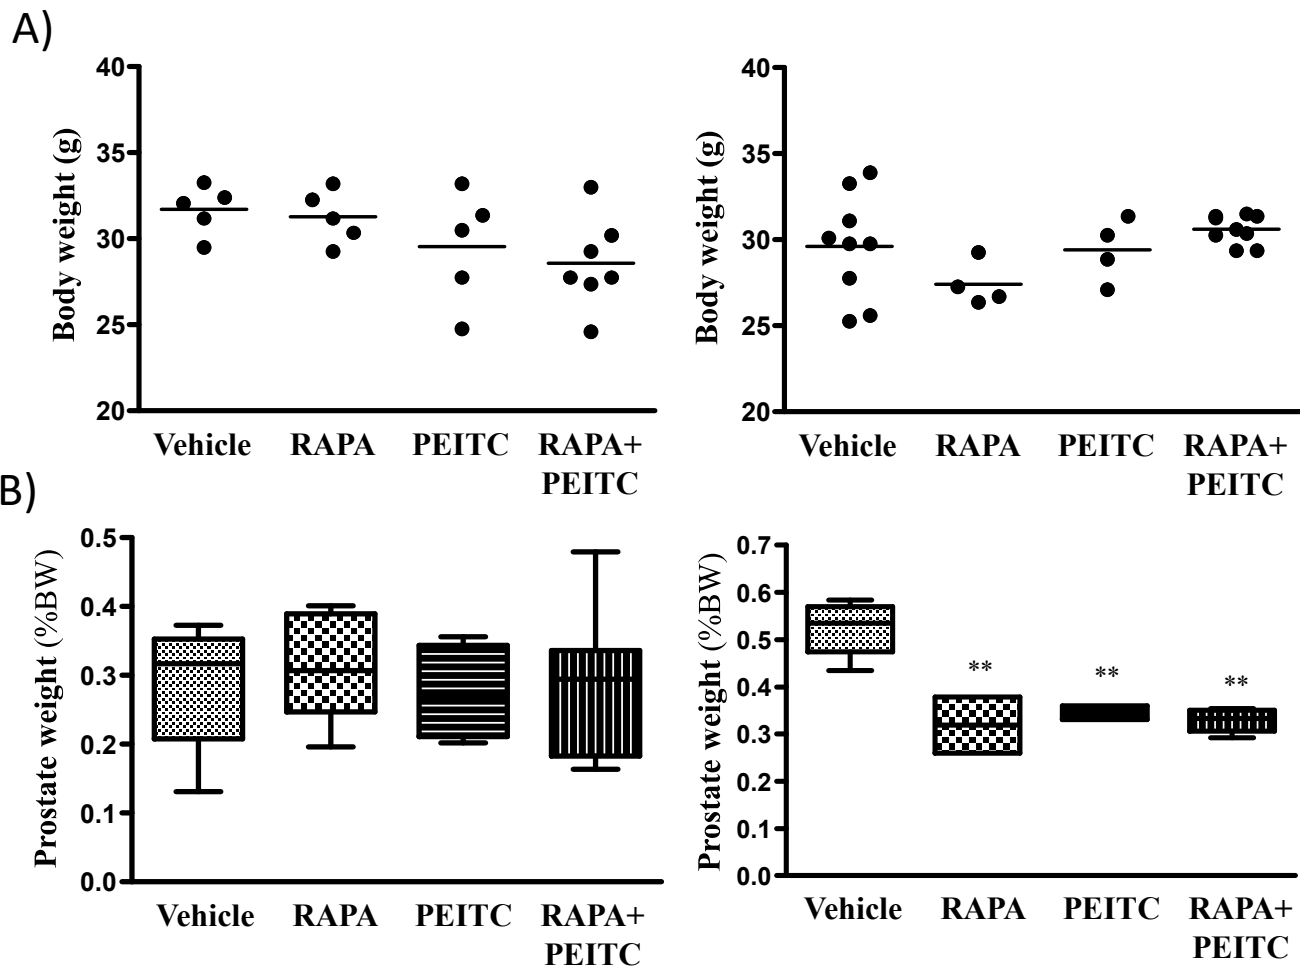 A)
Body weight (g)
40
35
30
25
20
Vehicle RAPA PEITC RAPA+
PEITC
Body weight (g)
40
35
30
25
20
Vehicle RAPA PEITC RAPA+
PEITC
B)
Prostate weight (%BW)
0.5
0.4
0.3
0.2
0.1
0.0
Vehicle RAPA PEITC RAPA+
PEITC
Prostate weight (%BW)
0.7
0.6
0.5
0.4
0.3
0.2
0.1
0.0
** ** **
Vehicle RAPA PEITC RAPA+
PEITC